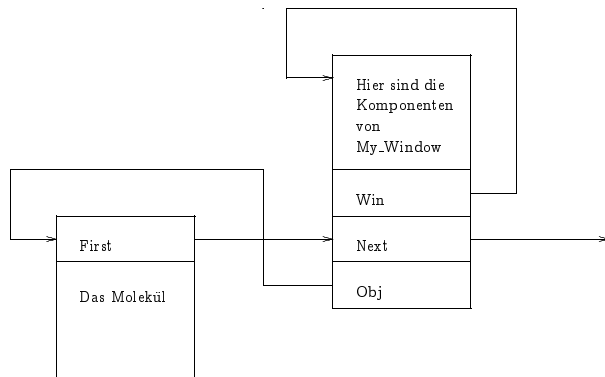 Hier sind die
Komponenten
von
My_Window
Win
First
Next
Das Molekül
Obj